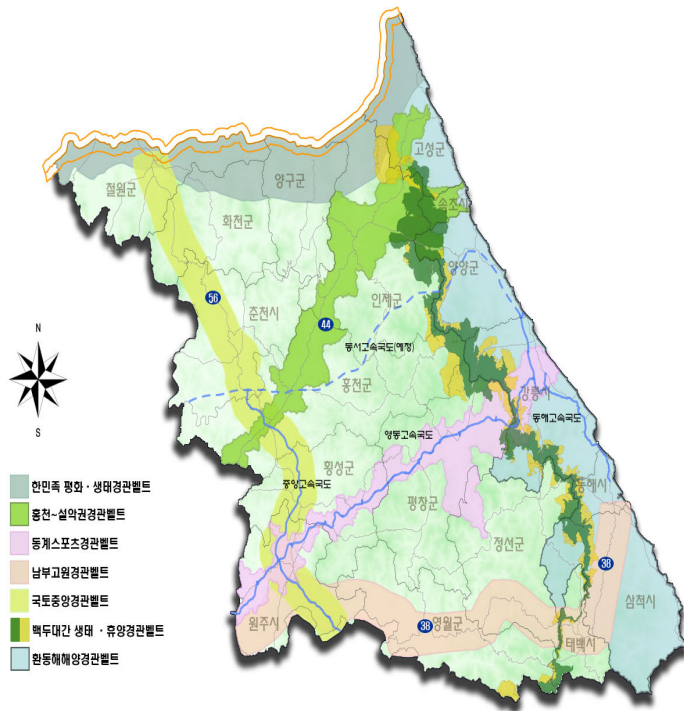 고성군
양구군
철원군
속초시
화천군
양양군
56
인제군
춘천시
44
동서고속국도(예정)
N
홍천군
강릉시
동해고속국도
영동고속국도
S
횡성군
중앙고속국도
동해시
평창군
정선군
38
삼척시
원주시
38
영월군
태백시
한민족 평화 · 생태경관벨트
홍천~설악권경관벨트
동계스포츠경관벨트
남부고원경관벨트
국토중앙경관벨트
백두대간 생태 · 휴양경관벨트
환동해해양경관벨트